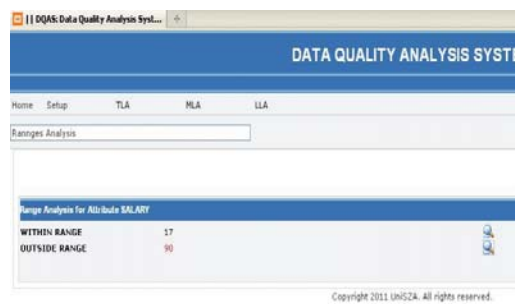 || DQAS: Data Quality Analysis Syst...
DATA QUALITY ANALYSIS SYSTE
Home Setup TLA MLA LLA
Rannges Analysis
Range Analysis for Attribute SALARY
WITHIN RANGE 17
OUTSIDE RANGE 90
Copyright 2011 UniSZA. All rights reserved.